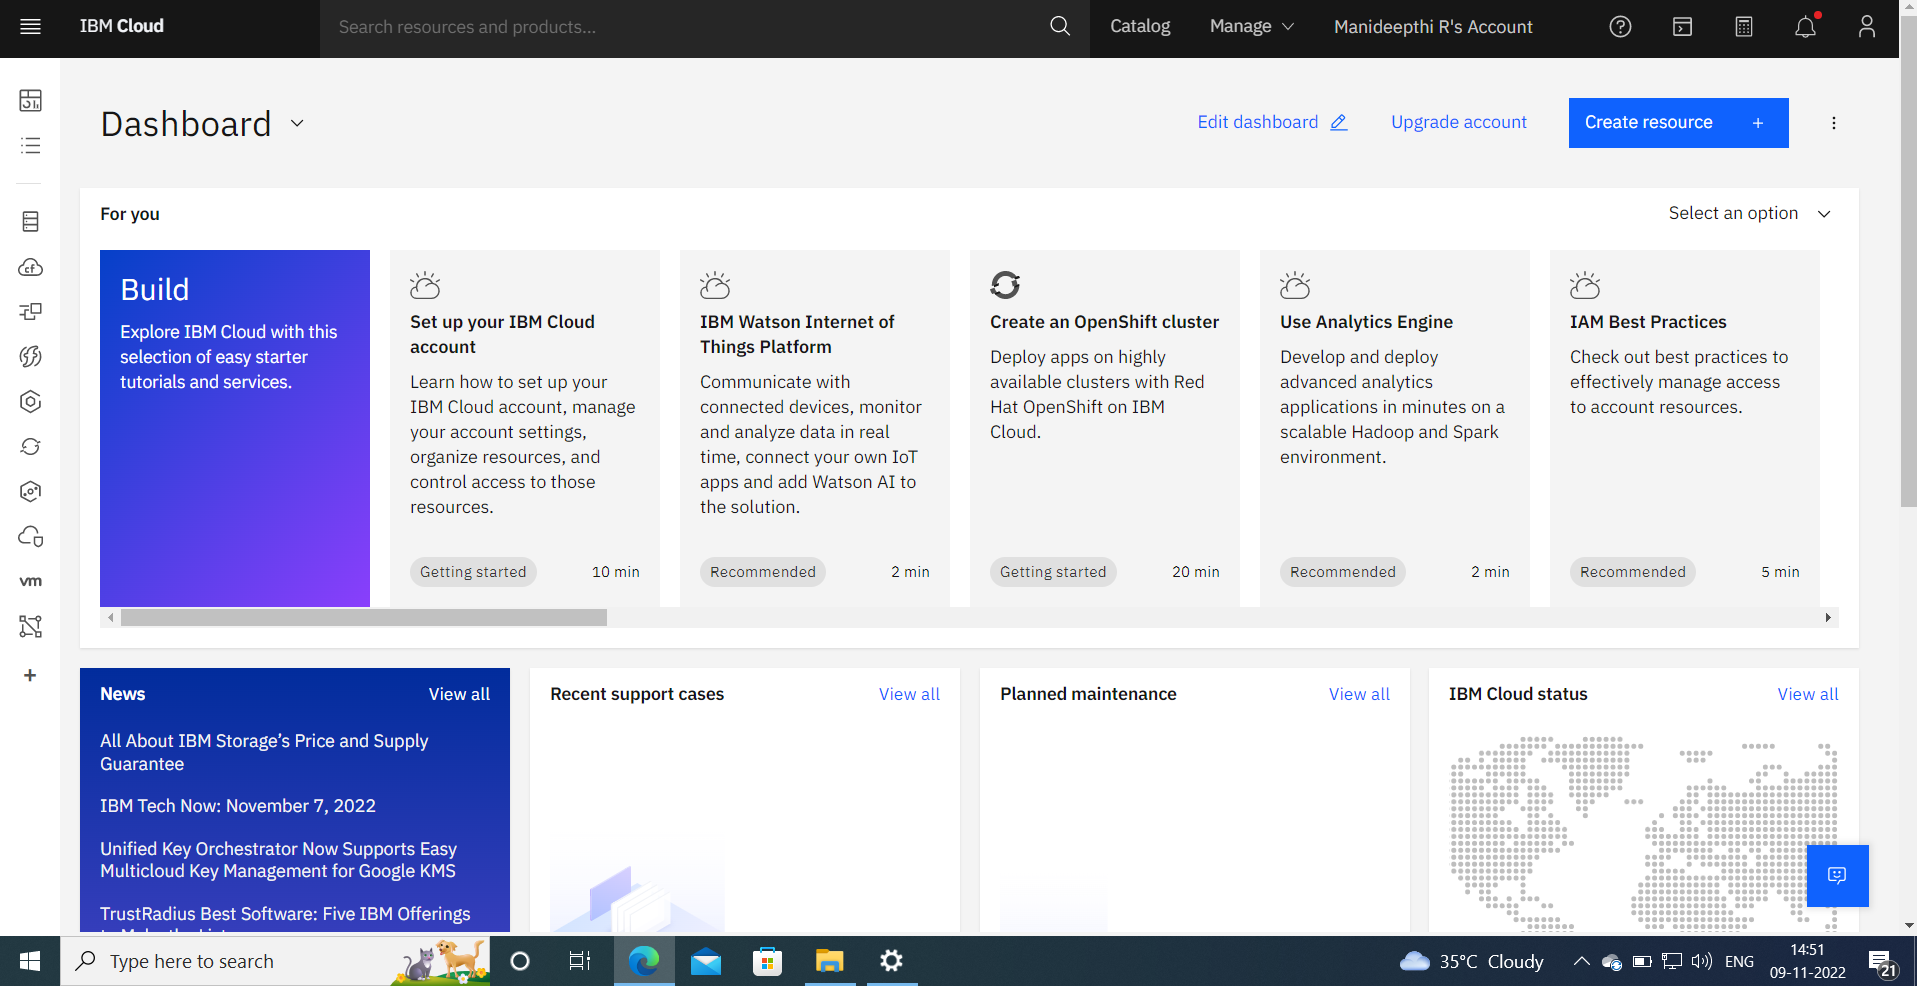 IBM Cloud
Search resources and products...
Catalog
Manage
Manideepthi R's Account
Dashboard
Edit dashboard
Upgrade account
Create resource +
For you
Select an option
Build
Explore IBM Cloud with this
selection of easy starter
tutorials and services.
Set up your IBM Cloud
account
Learn how to set up your
IBM Cloud account, manage
your account settings,
organize resources, and
control access to those
resources.
Getting started
10 min
IBM Watson Internet of
Things Platform
Communicate with
connected devices, monitor
and analyze data in real
time, connect your own IoT
apps and add Watson AI to
the solution.
Recommended
2 min
Create an OpenShift cluster
Deploy apps on highly
available clusters with Red
Hat OpenShift on IBM
Cloud.
Getting started
20 min
Use Analytics Engine
Develop and deploy
advanced analytics
applications in minutes on a
scalable Hadoop and Spark
environment.
Recommended
2 min
IAM Best Practices
Check out best practices to
effectively manage access
to account resources.
Recommended
5 min
cf
vm
+
News
View all
All About IBM Storage’s Price and Supply
Guarantee
IBM Tech Now: November 7, 2022
Unified Key Orchestrator Now Supports Easy
Multicloud Key Management for Google KMS
TrustRadius Best Software: Five IBM Offerings
Recent support cases
View all
Planned maintenance
View all
IBM Cloud status
View all
Type here to search
35°C Cloudy
ENG
14:51
09-11-2022
21